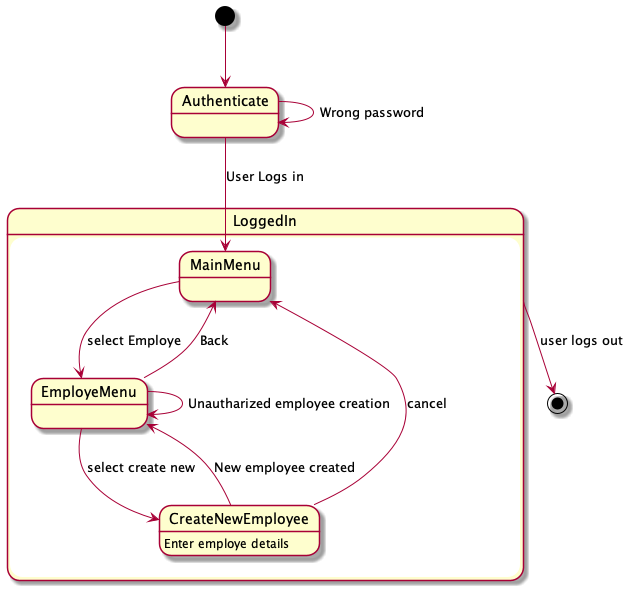 Authenticate
Wrong password
User Logs in
LoggedIn
MainMenu
select Employe
Back
user logs out
EmployeMenu
Unautharized employee creation
cancel
select create new
New employee created
CreateNewEmployee
Enter employe details